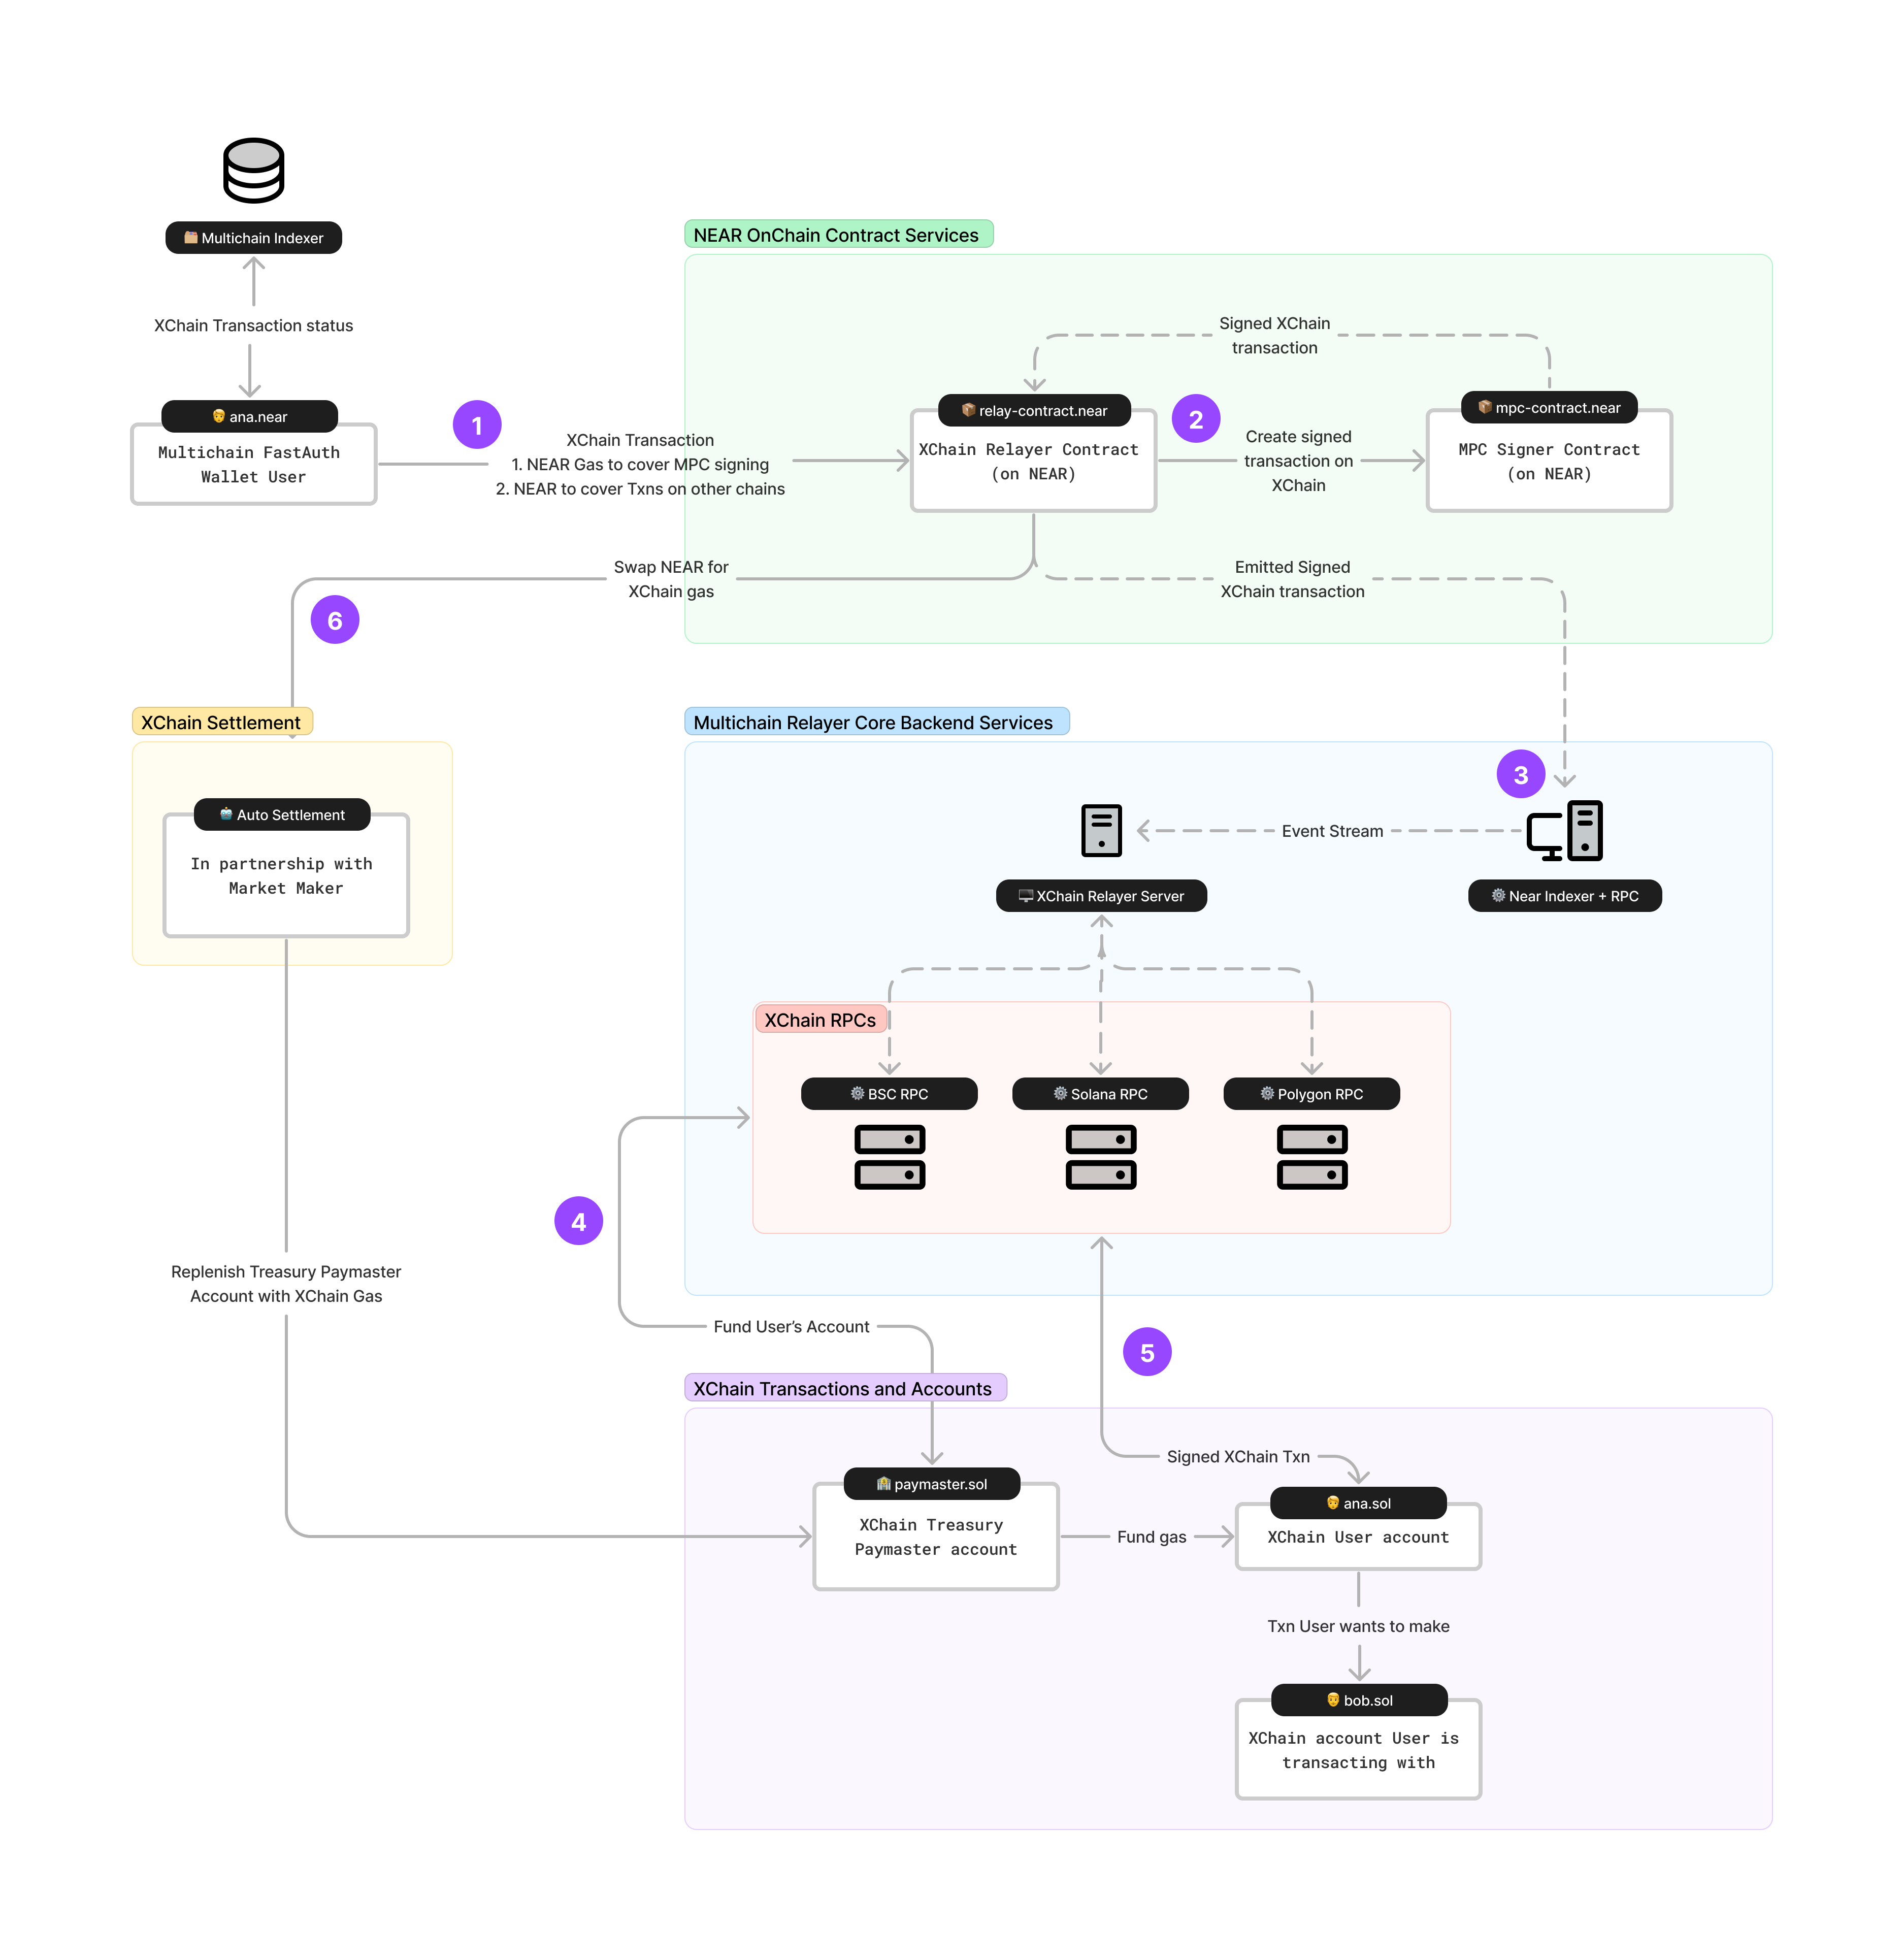 Multichain Indexer
XChain Transaction status
ana.near
Multichain FastAuth
Wallet User
1
XChain Transaction
1. NEAR Gas to cover MPC signing
2. NEAR to cover Txns on other chains
NEAR OnChain Contract Services
Signed XChain
transaction
relay-contract.near
XChain Relayer Contract
(on NEAR)
2
Create signed
transaction on
XChain
mpc-contract.near
MPC Signer Contract
(on NEAR)
Swap NEAR for
XChain gas
Emitted Signed
XChain transaction
6
XChain Settlement
Auto Settlement
In partnership with
Market Maker
Multichain Relayer Core Backend Services
3
Event Stream
XChain Relayer Server
Near Indexer + RPC
XChain RPCs
BSC RPC
Solana RPC
Polygon RPC
4
Replenish Treasury Paymaster
Account with XChain Gas
Fund User’s Account
5
XChain Transactions and Accounts
Signed XChain Txn
paymaster.sol
XChain Treasury
Paymaster account
Fund gas
ana.sol
XChain User account
Txn User wants to make
bob.sol
XChain account User is
transacting with